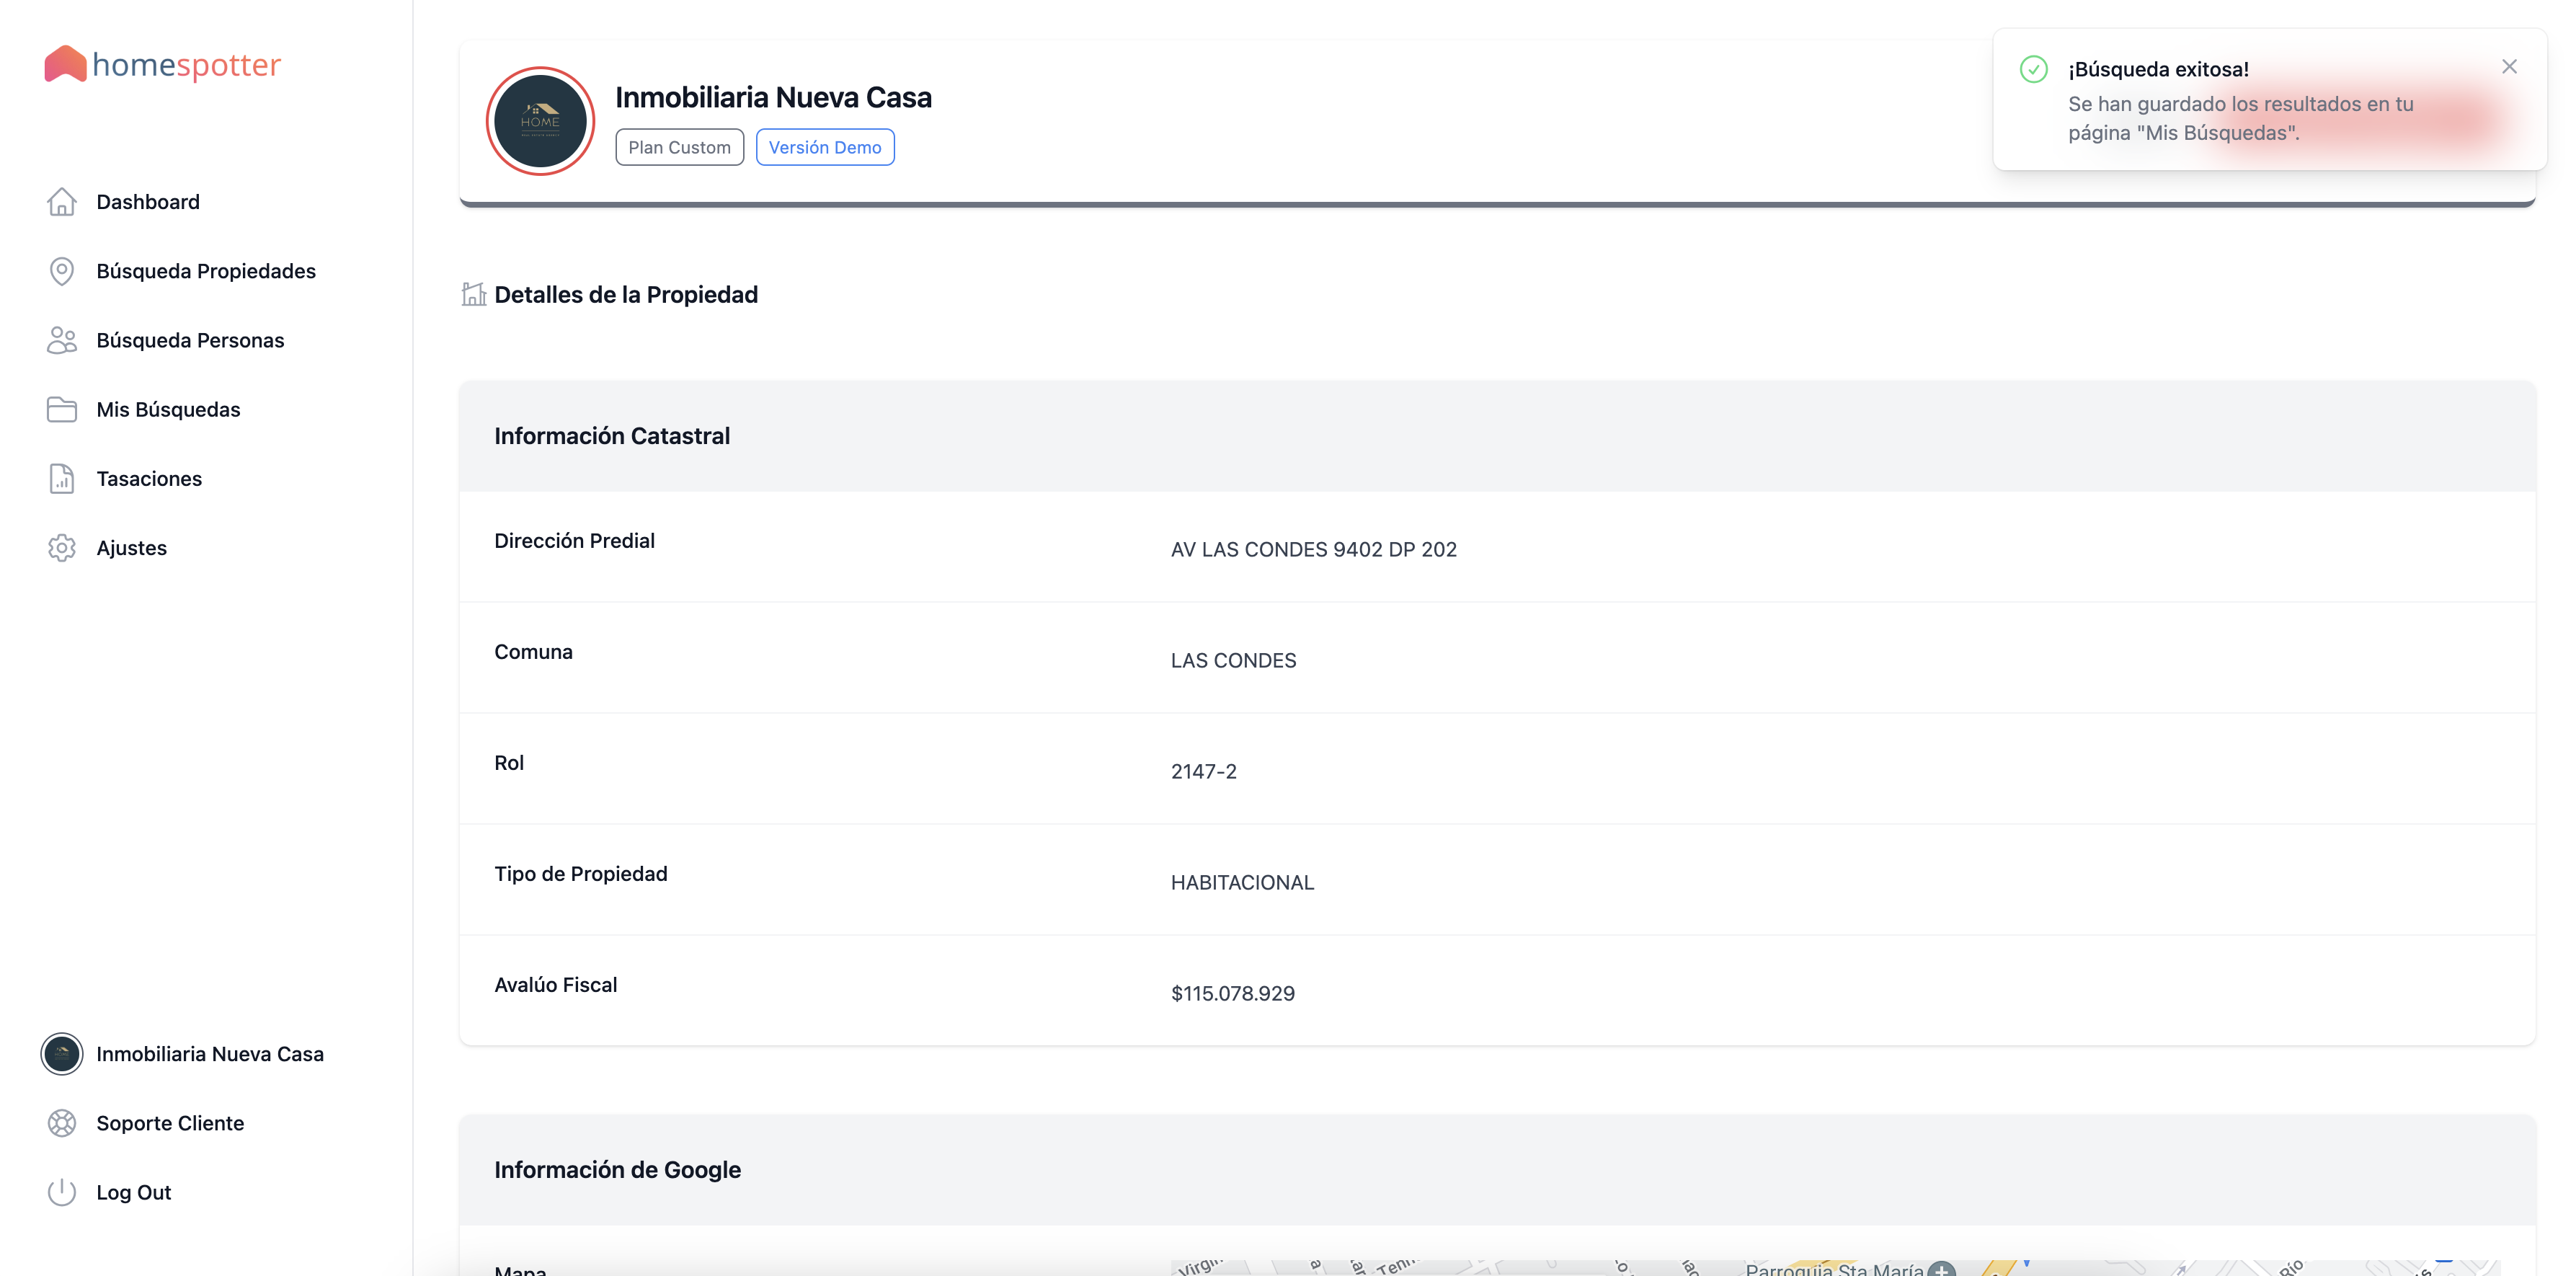 homespotter
Dashboard
Búsqueda Propiedades
Búsqueda Personas
Mis Búsquedas
Tasaciones
Ajustes
Inmobiliaria Nueva Casa
Soporte Cliente
Log Out
HOME
Inmobiliaria Nueva Casa
Plan Custom
Versión Demo
¡Búsqueda exitosa!
Se han guardado los resultados en tu
página "Mis Búsquedas".
Detalles de la Propiedad
Información Catastral
Dirección Predial
AV LAS CONDES 9402 DP 202
Comuna
LAS CONDES
Rol
2147-2
Tipo de Propiedad
HABITACIONAL
Avalúo Fiscal
$115.078.929
Información de Google
Mapa
Parroquia Sta María
Río